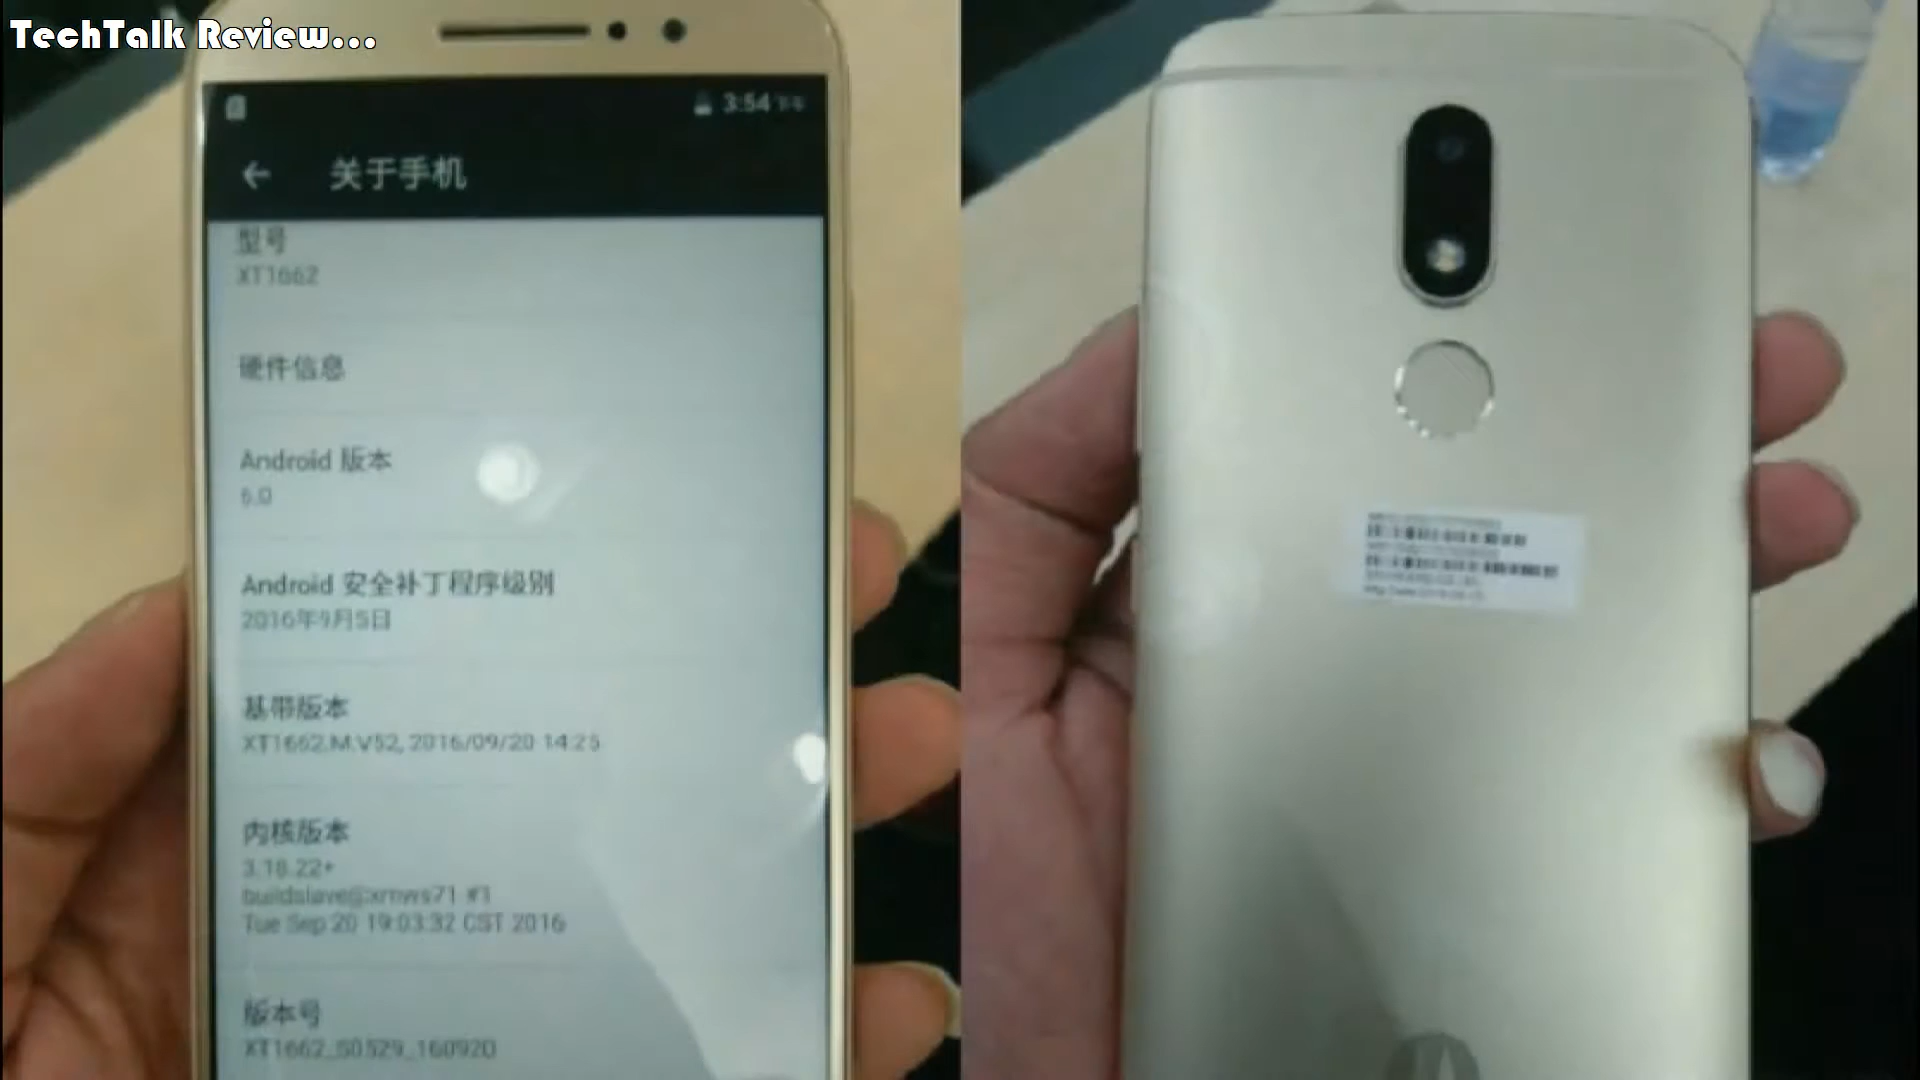 TechTalk Review...
3:54 下午
关于手机
型号
XT1662
硬件信息
Android 版本
6.0
Android 安全补丁程序级别
2016年9月5日
基带版本
XT1662.M.V52, 2016/09/20 14:25
内核版本
3.18.22+
buildslave@xmws71 #1
Tue Sep 20 19:03:32 CST 2016
版本号
XT1662_S0529_160920